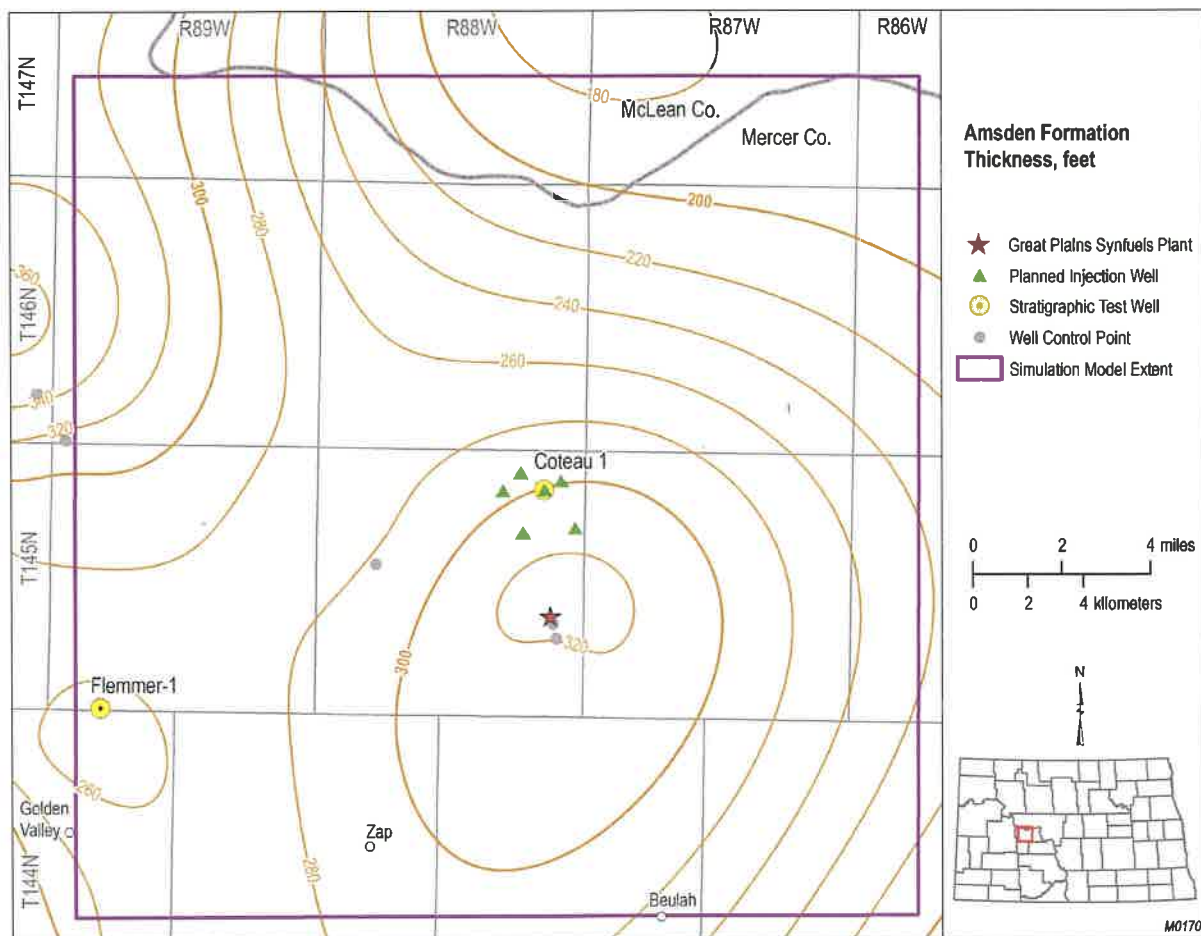 R89W
R88W
R87W
R86W
T147N
180
McLean Co.
Mercer Co.
300
280
200
220
T146N
360
240
260
340
320
Coteau 1
T145N
320
300
Flemmer-1
260
Golden
Valley
Zap
280
T144N
Beulah
Amsden Formation
Thickness, feet
Great Plains Synfuels Plant
Planned Injection Well
Stratigraphic Test Well
Well Control Point
Simulation Model Extent
0 2 4 miles
0 2 4 kilometers
N
M0170